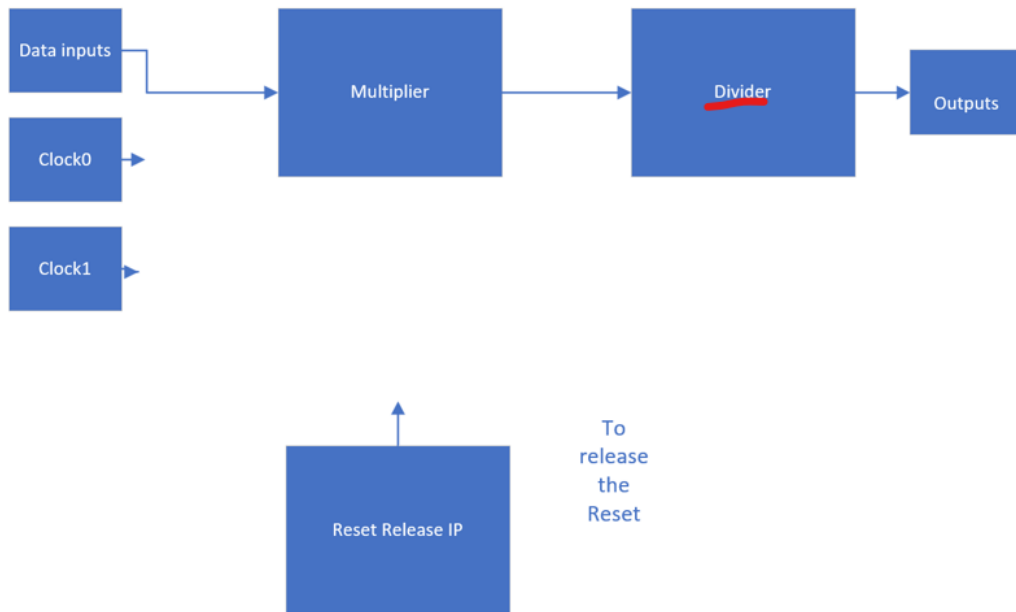 Data inputs
Multiplier
Divider
Outputs
Clock0
Clock1
To
release
the
Reset
Reset Release IP